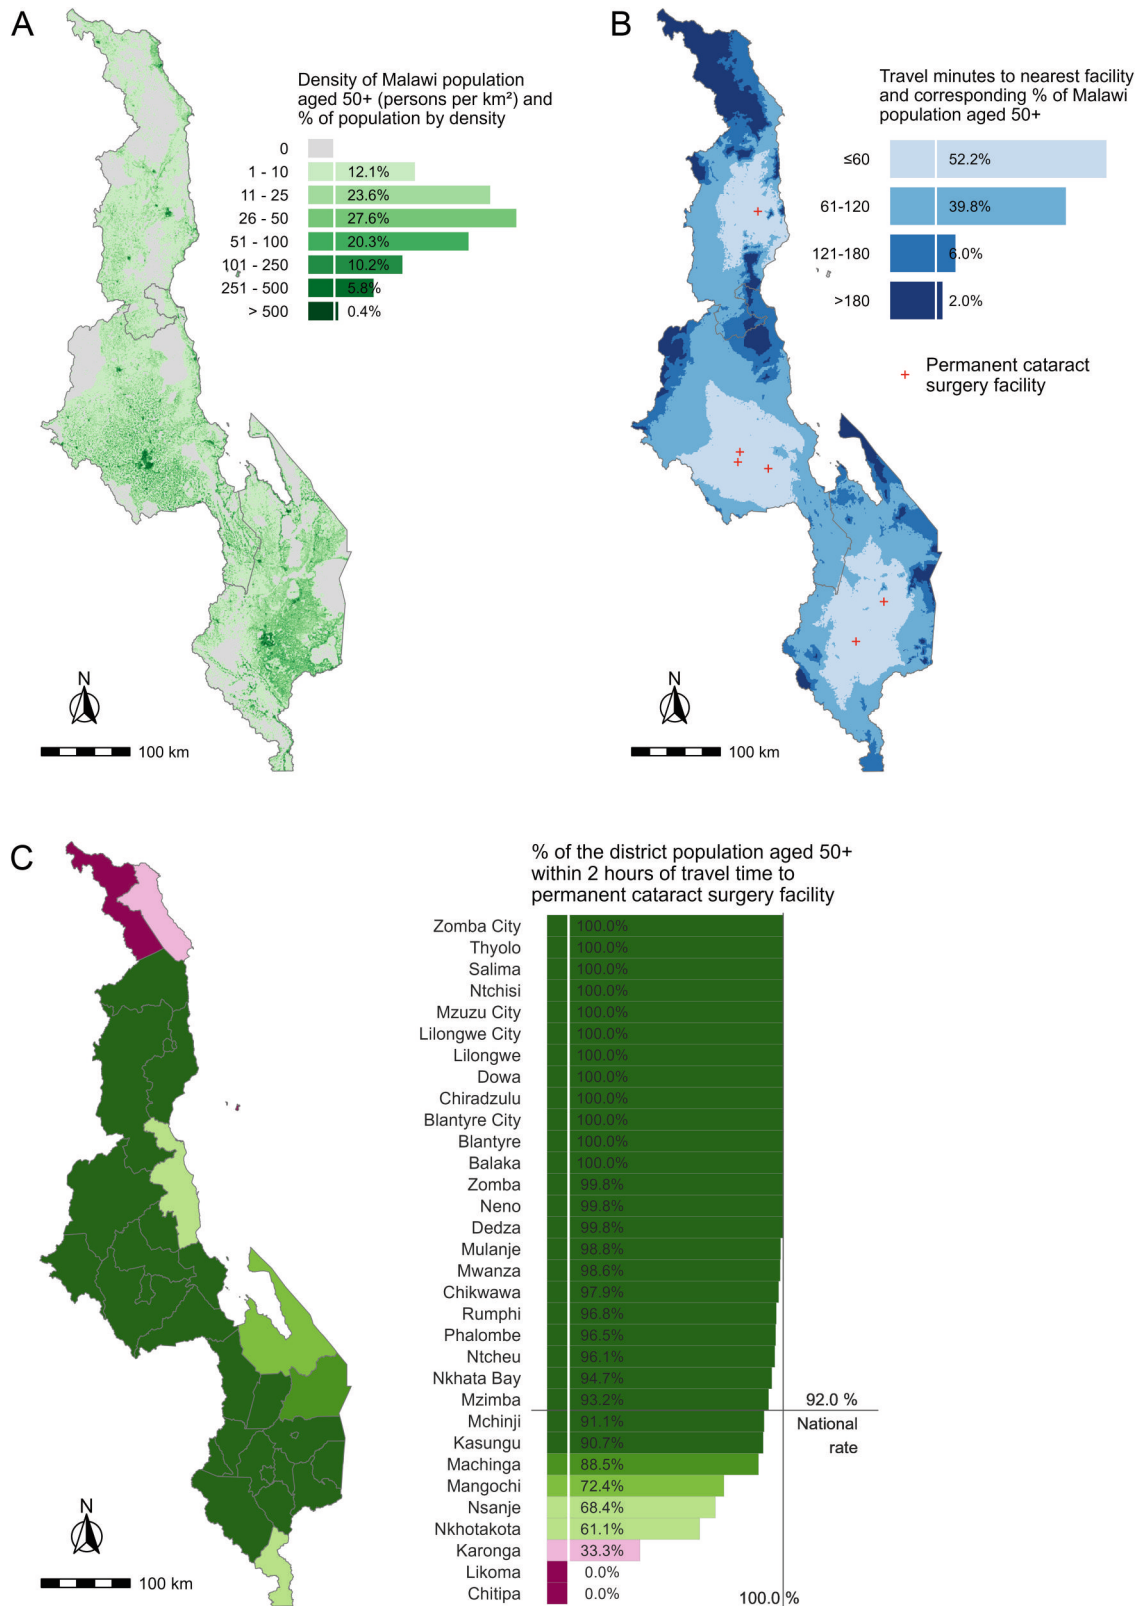 A
Density of Malawi population
aged 50+ (persons per km²) and
% of population by density
0
1 - 10 12.1%
11 - 25 23.6%
26 - 50 27.6%
51 - 100 20.3%
101 - 250 10.2%
251 - 500 5.8%
> 500 0.4%
N
100 km
B
Travel minutes to nearest facility
and corresponding % of Malawi
population aged 50+
≤60 52.2%
61-120 39.8%
121-180 6.0%
>180 2.0%
Permanent cataract
surgery facility
N
100 km
C
% of the district population aged 50+
within 2 hours of travel time to
permanent cataract surgery facility
Zomba City 100.0%
Thyolo 100.0%
Salima 100.0%
Ntchisi 100.0%
Mzuzu City 100.0%
Lilongwe City 100.0%
Lilongwe 100.0%
Dowa 100.0%
Chiradzulu 100.0%
Blantyre City 100.0%
Blantyre 100.0%
Balaka 100.0%
Zomba 99.8%
Neno 99.8%
Dedza 99.8%
Mulanje 98.8%
Mwanza 98.6%
Chikwawa 97.9%
Rumphi 96.8%
Phalombe 96.5%
Ntcheu 96.1%
Nkhata Bay 94.7%
Mzimba 93.2% 92.0 %
Mchinji 91.1% National
Kasungu 90.7% rate
Machinga 88.5%
Mangochi 72.4%
Nsanje 68.4%
Nkhotakota 61.1%
Karonga 33.3%
Likoma 0.0%
Chitipa 0.0% 100.0 %
N
100 km